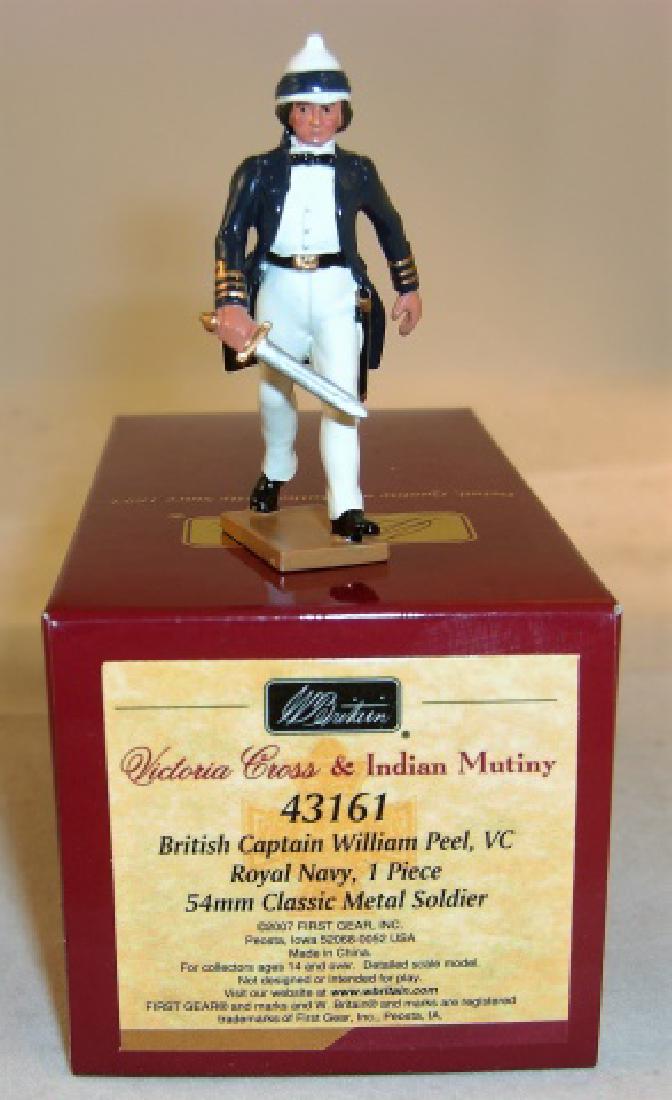 WBritain®
Victoria Cross & Indian Mutiny
43161
British Captain William Peel, VC
Royal Navy, 1 Piece
54mm Classic Metal Soldier
©2007 FIRST GEAR, INC.
Peosta, Iowa 52068-0052 USA
Made in China.
For collectors ages 14 and over. Detailed scale model.
Not designed or intended for play.
Visit our website at www.wbritain.com
FIRST GEAR® and marks and W. Britain® and marks are registered
trademarks of First Gear, Inc., Peosta, IA.